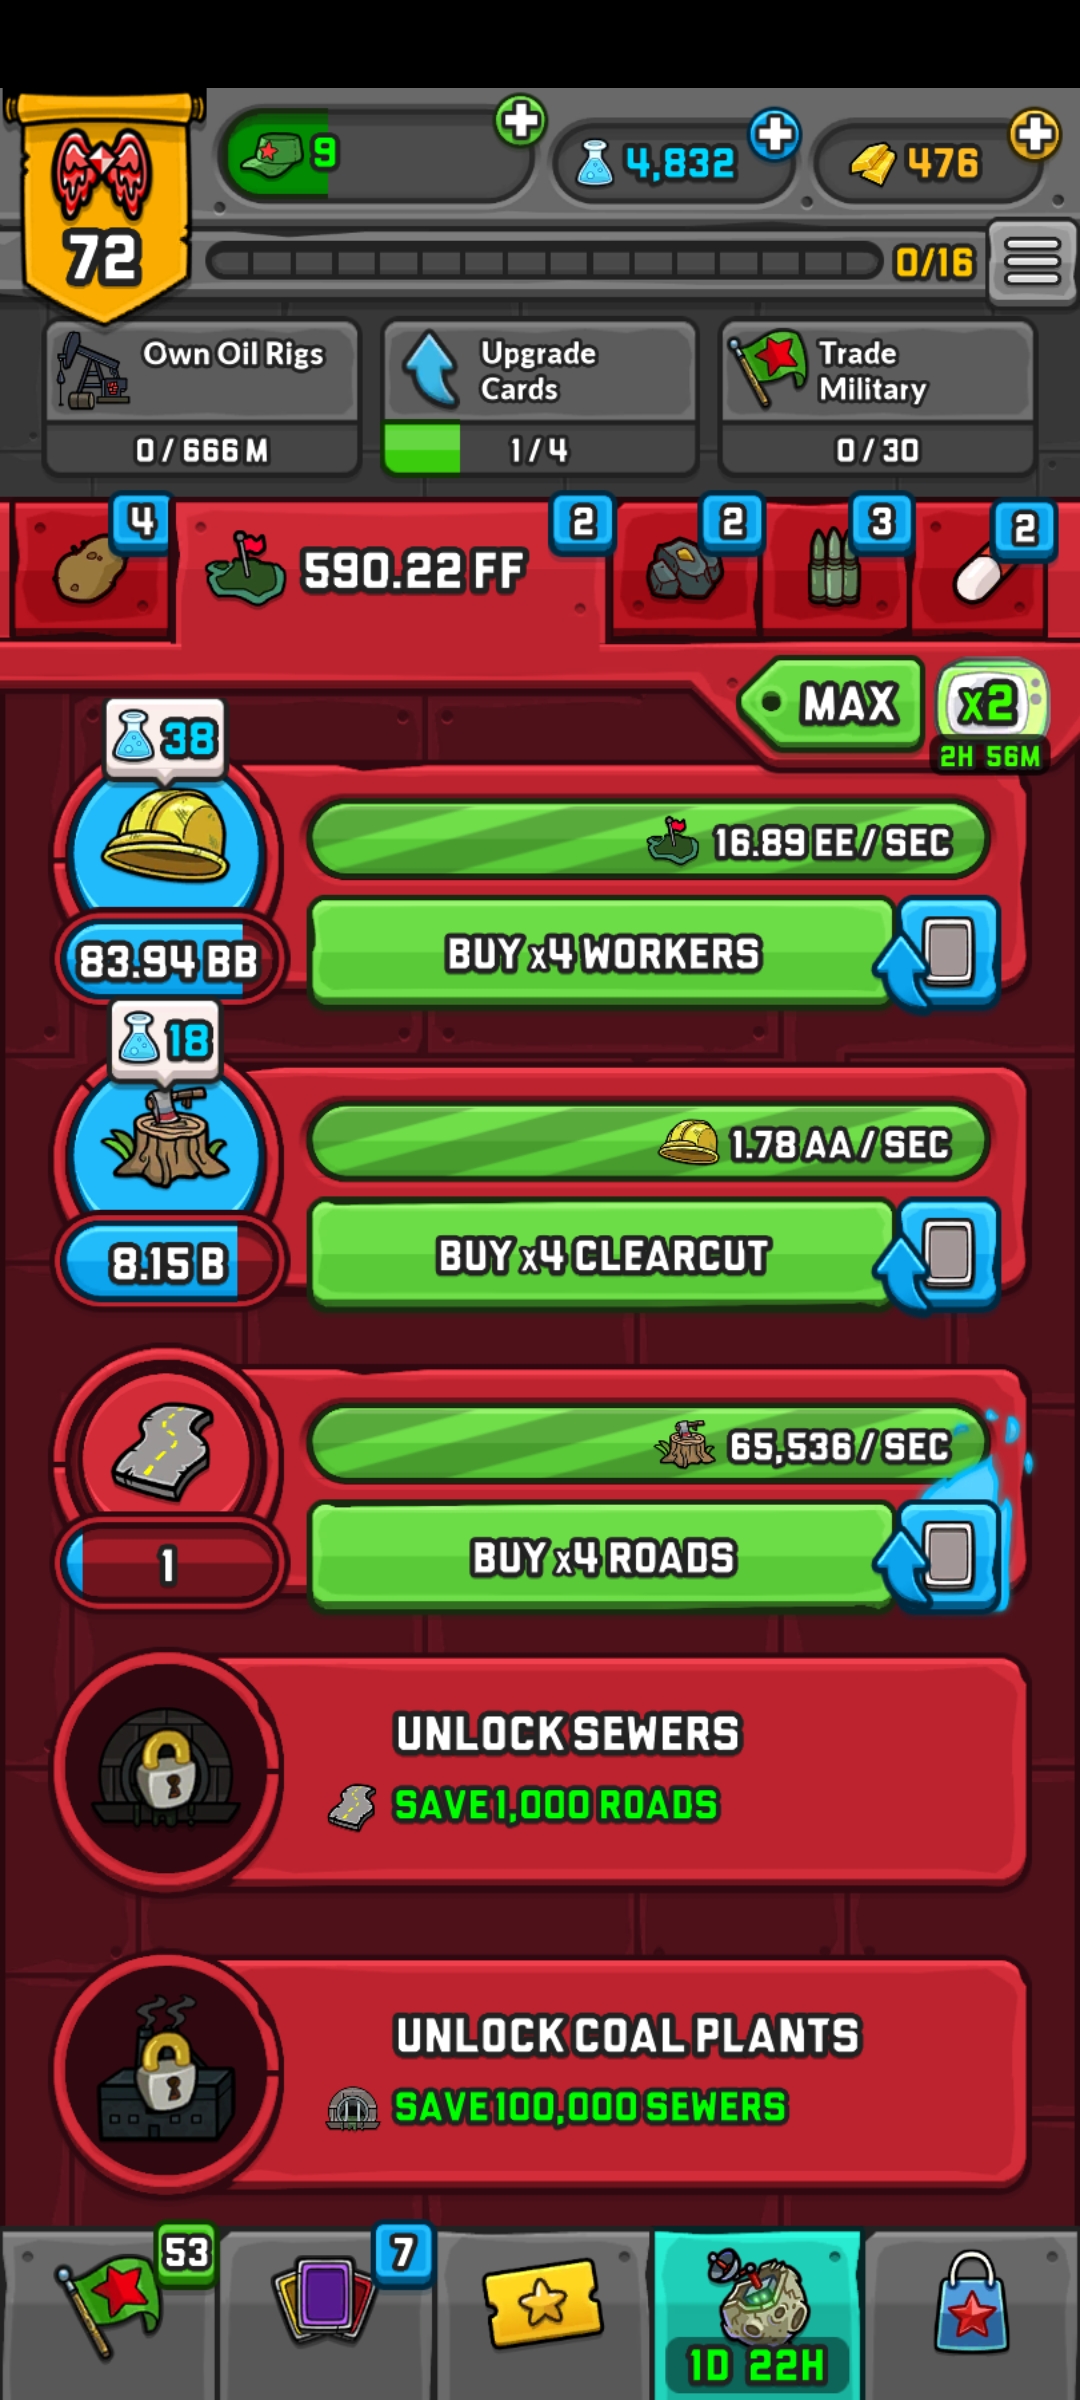 9
4,832
476
72
0/16
Own Oil Rigs
0 / 666 M
Upgrade
Cards
1 / 4
Trade
Military
0 / 30
4
590.22 FF
2
2
3
2
MAX
x2
2H 56M
38
16.89 EE / SEC
83.94 BB
BUY x4 WORKERS
18
1.78 AA / SEC
8.15 B
BUY x4 CLEARCUT
65,536 / SEC
1
BUY x4 ROADS
UNLOCK SEWERS
SAVE 1,000 ROADS
UNLOCK COAL PLANTS
SAVE 100,000 SEWERS
53
7
1D 22H